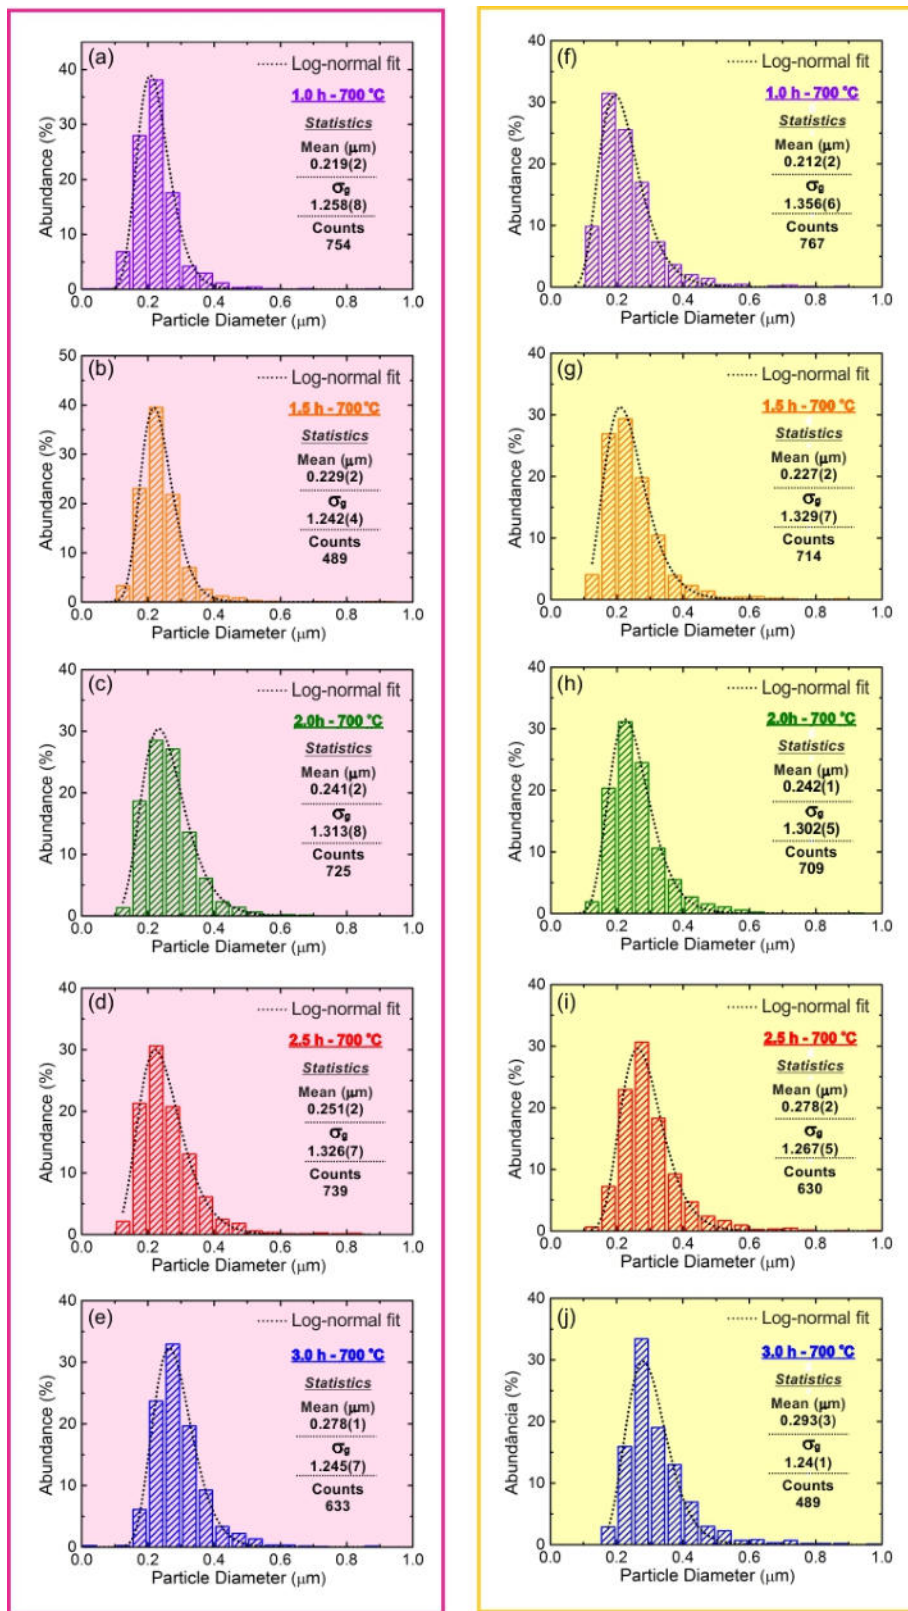 (a)
Log-normal fit
1.0 h - 700 °C
Statistics
Mean (μm)
0.219(2)
σg
1.258(8)
Counts
754
Abundance (%)
40
30
20
10
0
0.0 0.2 0.4 0.6 0.8 1.0
Particle Diameter (μm)
(b)
Log-normal fit
1.5 h - 700 °C
Statistics
Mean (μm)
0.229(2)
σg
1.242(4)
Counts
489
Abundance (%)
50
40
30
20
10
0
0.0 0.2 0.4 0.6 0.8 1.0
Particle Diameter (μm)
(c)
Log-normal fit
2.0h - 700 °C
Statistics
Mean (μm)
0.241(2)
σg
1.313(8)
Counts
725
Abundance (%)
40
30
20
10
0
0.0 0.2 0.4 0.6 0.8 1.0
Particle Diameter (μm)
(d)
Log-normal fit
2.5 h - 700 °C
Statistics
Mean (μm)
0.251(2)
σg
1.326(7)
Counts
739
Abundance (%)
40
30
20
10
0
0.0 0.2 0.4 0.6 0.8 1.0
Particle Diameter (μm)
(e)
Log-normal fit
3.0 h - 700 °C
Statistics
Mean (μm)
0.278(1)
σg
1.245(7)
Counts
633
Abundance (%)
40
30
20
10
0
0.0 0.2 0.4 0.6 0.8 1.0
Particle Diameter (μm)
(f)
Log-normal fit
1.0 h - 700 °C
Statistics
Mean (μm)
0.212(2)
σg
1.356(6)
Counts
767
Abundance (%)
40
30
20
10
0
0.0 0.2 0.4 0.6 0.8 1.0
Particle Diameter (μm)
(g)
Log-normal fit
1.5 h - 700 °C
Statistics
Mean (μm)
0.227(2)
σg
1.329(7)
Counts
714
Abundance (%)
40
30
20
10
0
0.0 0.2 0.4 0.6 0.8 1.0
Particle Diameter (μm)
(h)
Log-normal fit
2.0h - 700 °C
Statistics
Mean (μm)
0.242(1)
σg
1.302(5)
Counts
709
Abundance (%)
40
30
20
10
0
0.0 0.2 0.4 0.6 0.8 1.0
Particle Diameter (μm)
(i)
Log-normal fit
2.5 h - 700 °C
Statistics
Mean (μm)
0.278(2)
σg
1.267(5)
Counts
630
Abundance (%)
40
30
20
10
0
0.0 0.2 0.4 0.6 0.8 1.0
Particle Diameter (μm)
(j)
Log-normal fit
3.0 h - 700 °C
Statistics
Mean (μm)
0.293(3)
σg
1.24(1)
Counts
489
Abundância (%)
40
30
20
10
0
0.0 0.2 0.4 0.6 0.8 1.0
Particle Diameter (μm)